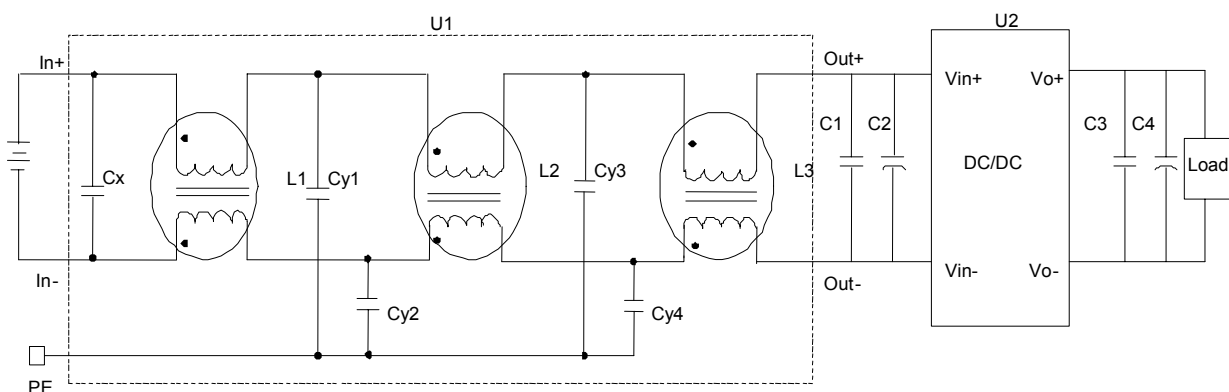 U1
U2
In+
Out+
Vin+
Vo+
C1
C2
C3
C4
Cx
L1
Cy1
L2
Cy3
L3
DC/DC
Load
In-
Out-
Vin-
Vo-
Cy2
Cy4
PE